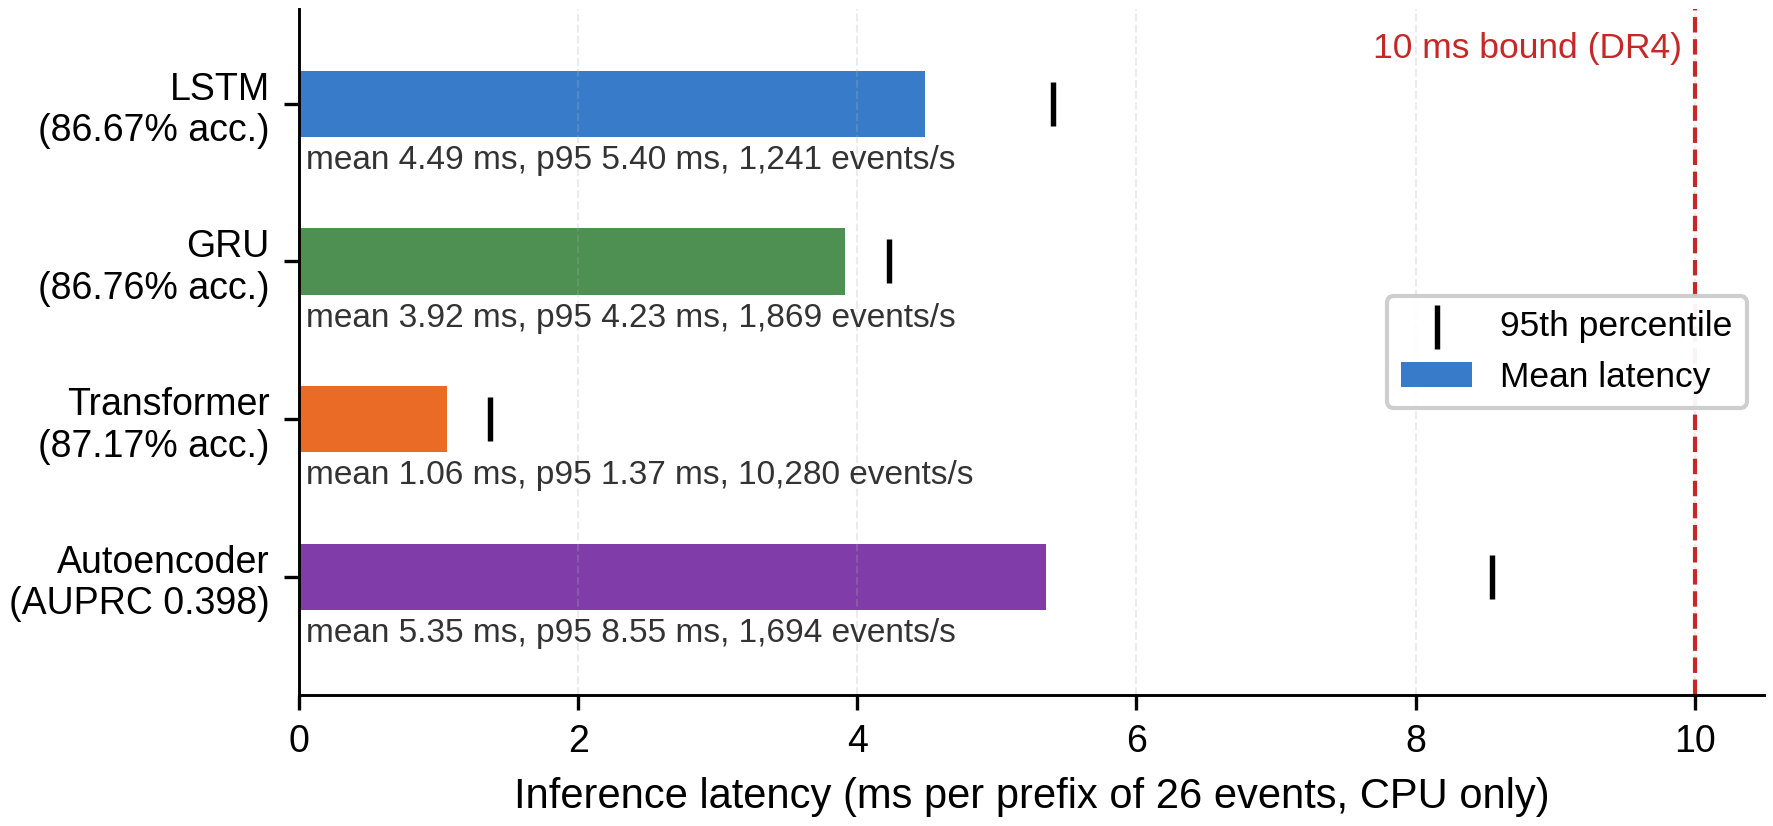 10 ms bound (DR4)
LSTM
(86.67% acc.)
mean 4.49 ms, p95 5.40 ms, 1,241 events/s
GRU
(86.76% acc.)
mean 3.92 ms, p95 4.23 ms, 1,869 events/s
95th percentile
Mean latency
Transformer
(87.17% acc.)
mean 1.06 ms, p95 1.37 ms, 10,280 events/s
Autoencoder
(AUPRC 0.398)
mean 5.35 ms, p95 8.55 ms, 1,694 events/s
0 2 4 6 8 10
Inference latency (ms per prefix of 26 events, CPU only)